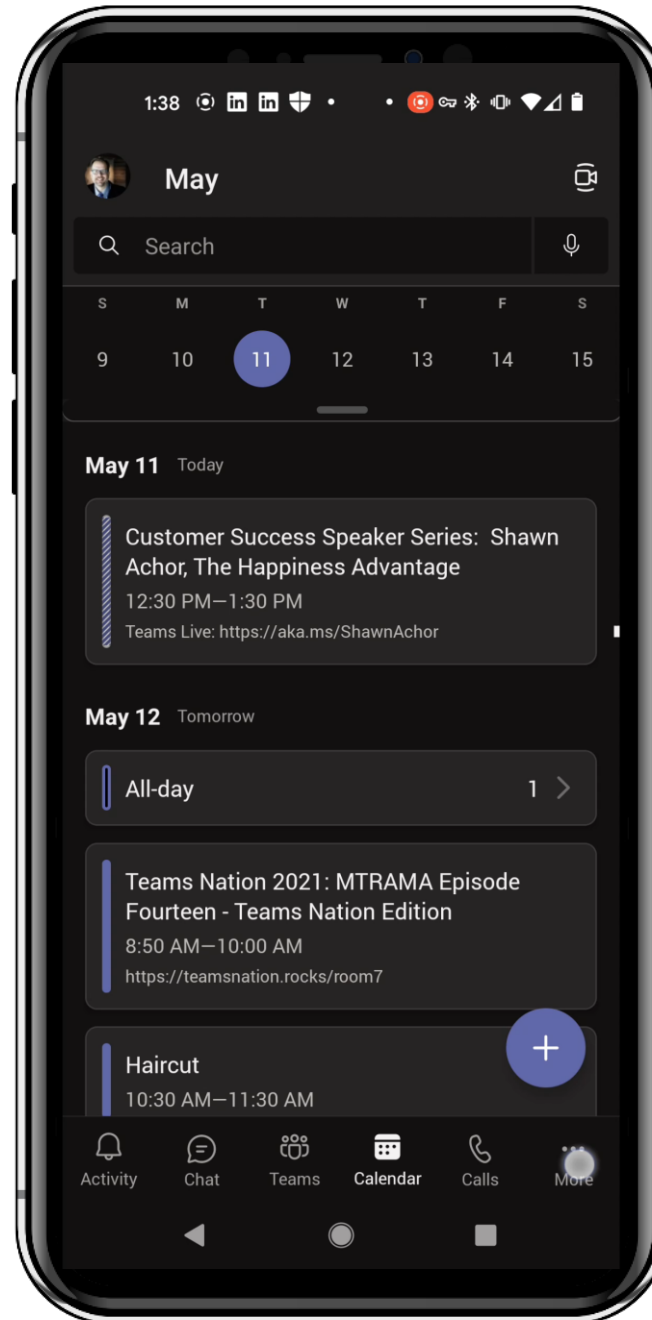 1:38 in in
May
Search
S M T W T F S
9 10 11 12 13 14 15
May 11 Today
Customer Success Speaker Series: Shawn
Achor, The Happiness Advantage
12:30 PM—1:30 PM
Teams Live: https://aka.ms/ShawnAchor
May 12 Tomorrow
All-day 1
Teams Nation 2021: MTRAMA Episode
Fourteen - Teams Nation Edition
8:50 AM—10:00 AM
https://teamsnation.rocks/room7
Haircut
10:30 AM—11:30 AM
Activity Chat Teams Calendar Calls More